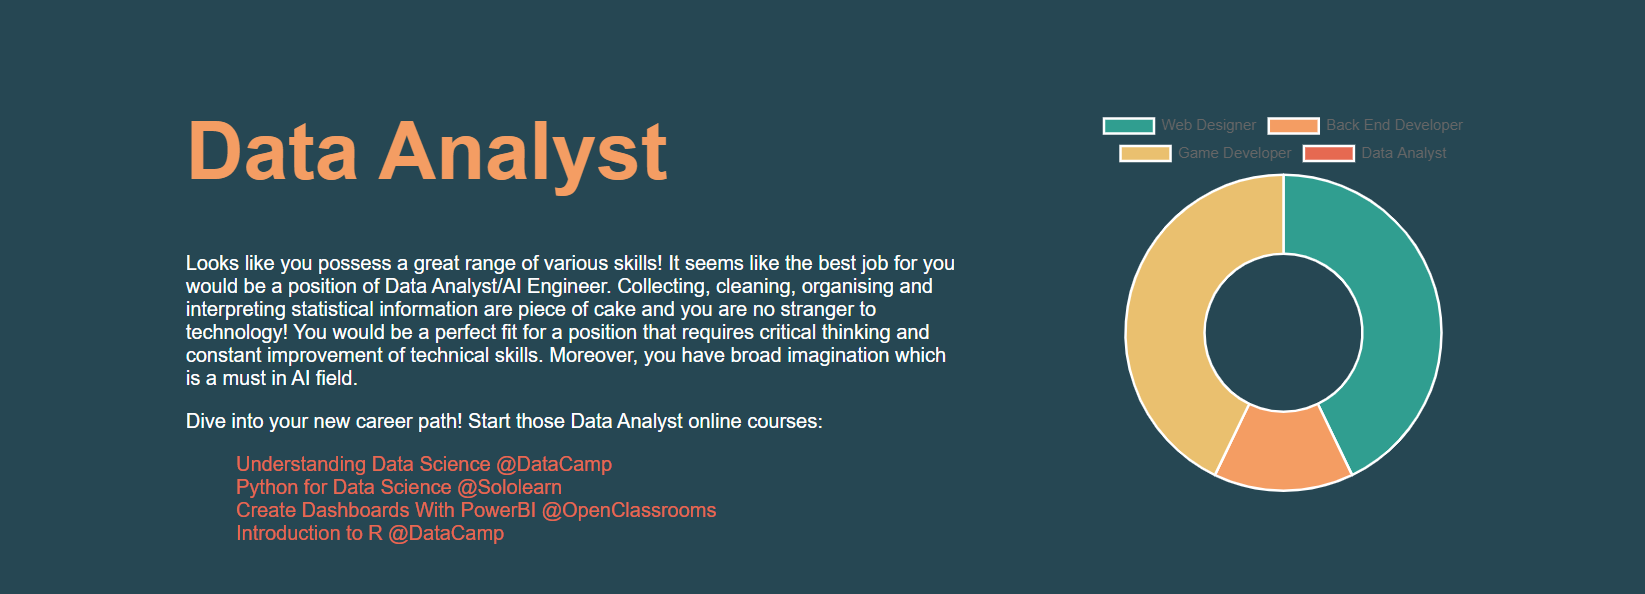 Data Analyst
Looks like you possess a great range of various skills! It seems like the best job for you
would be a position of Data Analyst/AI Engineer. Collecting, cleaning, organising and
interpreting statistical information are piece of cake and you are no stranger to
technology! You would be a perfect fit for a position that requires critical thinking and
constant improvement of technical skills. Moreover, you have broad imagination which
is a must in AI field.
Dive into your new career path! Start those Data Analyst online courses:
Understanding Data Science @DataCamp
Python for Data Science @Sololearn
Create Dashboards With PowerBI @OpenClassrooms
Introduction to R @DataCamp
Web Designer Back End Developer
Game Developer Data Analyst